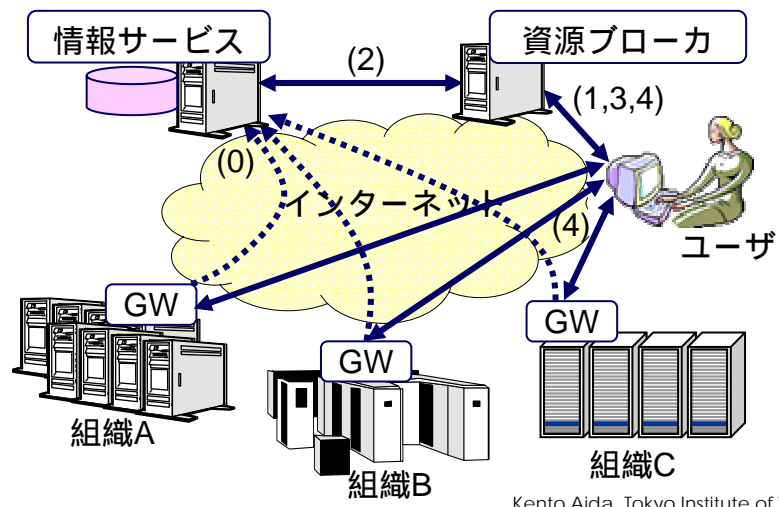 情報サービス
資源ブローカ
(2)
(1,3,4)
(0)
インターネット
(4)
ユーザ
GW
GW
GW
組織A
組織B
組織C
Kento Aida, Tokyo Institute of